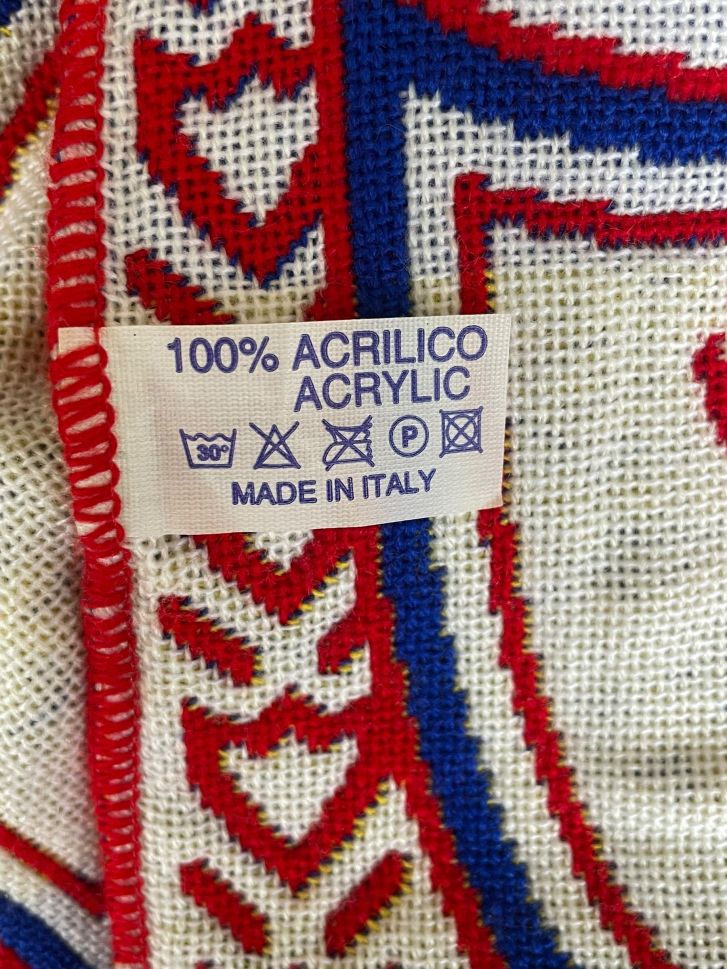 100% ACRILICO
ACRYLIC
30° P
MADE IN ITALY